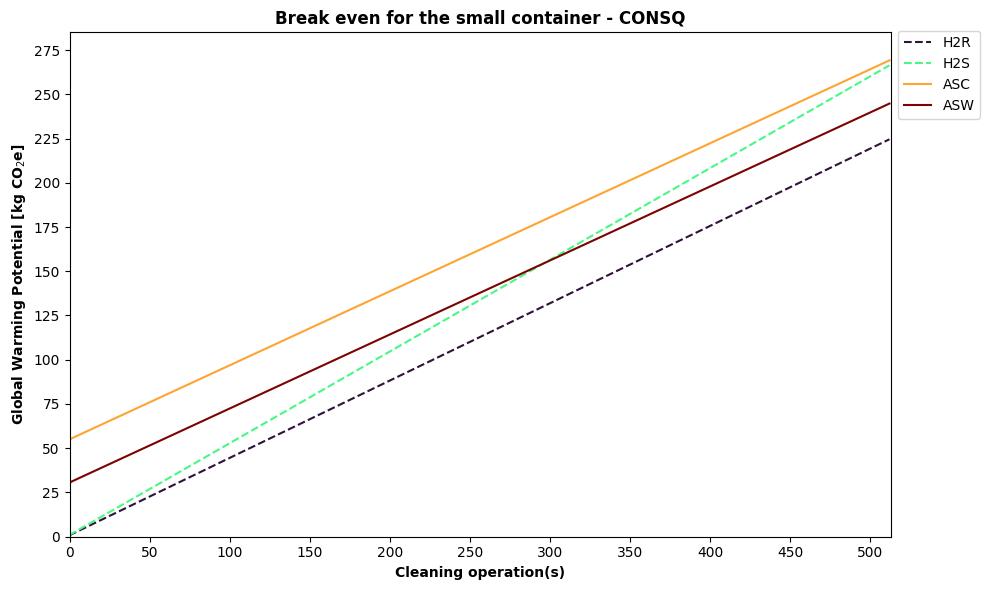 Break even for the small container - CONSQ
H2R
H2S
ASC
ASW
Global Warming Potential [kg CO₂e]
275
250
225
200
175
150
125
100
75
50
25
0
0 50 100 150 200 250 300 350 400 450 500
Cleaning operation(s)